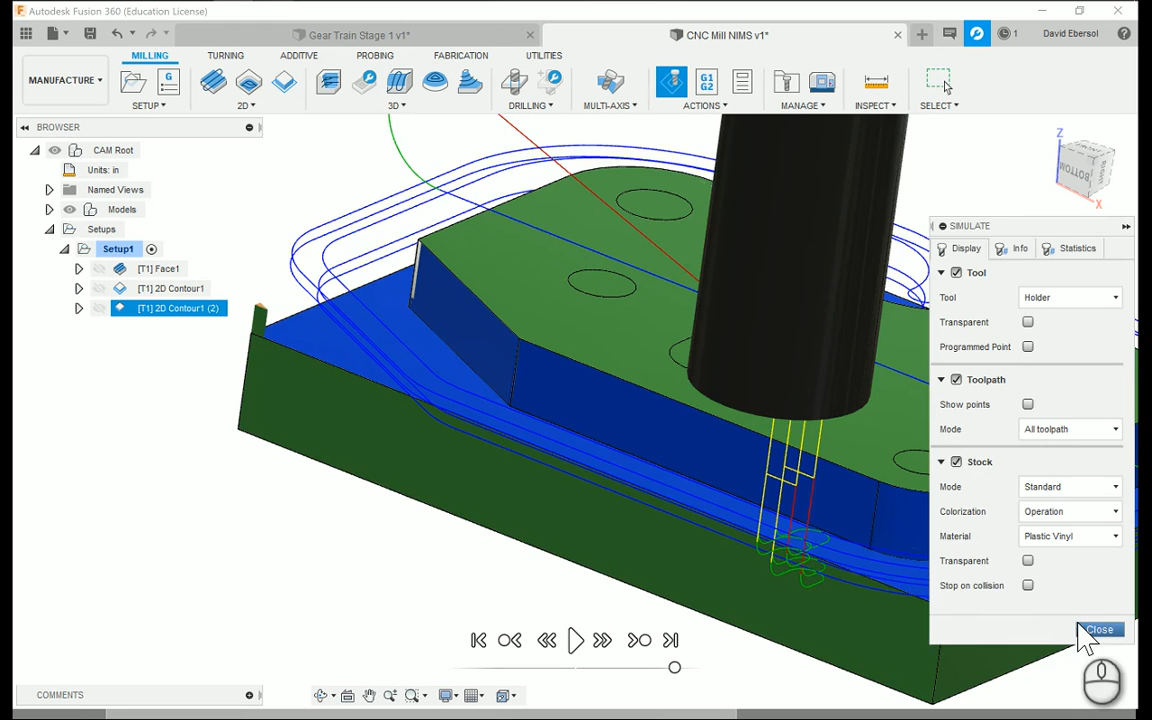 Autodesk Fusion 360 (Education License)
Gear Train Stage 1 v1*
CNC Mill NIMS v1*
1
David Ebersol
MANUFACTURE
MILLING
TURNING
ADDITIVE
PROBING
FABRICATION
UTILITIES
G
G1
G2
SETUP
2D
3D
DRILLING
MULTI-AXIS
ACTIONS
MANAGE
INSPECT
SELECT
BROWSER
CAM Root
Units: in
Named Views
Models
Setups
Setup1
[T1] Face1
[T1] 2D Contour1
[T1] 2D Contour1 (2)
Z
BOTTOM
X
SIMULATE
Display
Info
Statistics
Tool
Tool
Holder
Transparent
Programmed Point
Toolpath
Show points
Mode
All toolpath
Stock
Mode
Standard
Colorization
Operation
Material
Plastic Vinyl
Transparent
Stop on collision
Close
COMMENTS